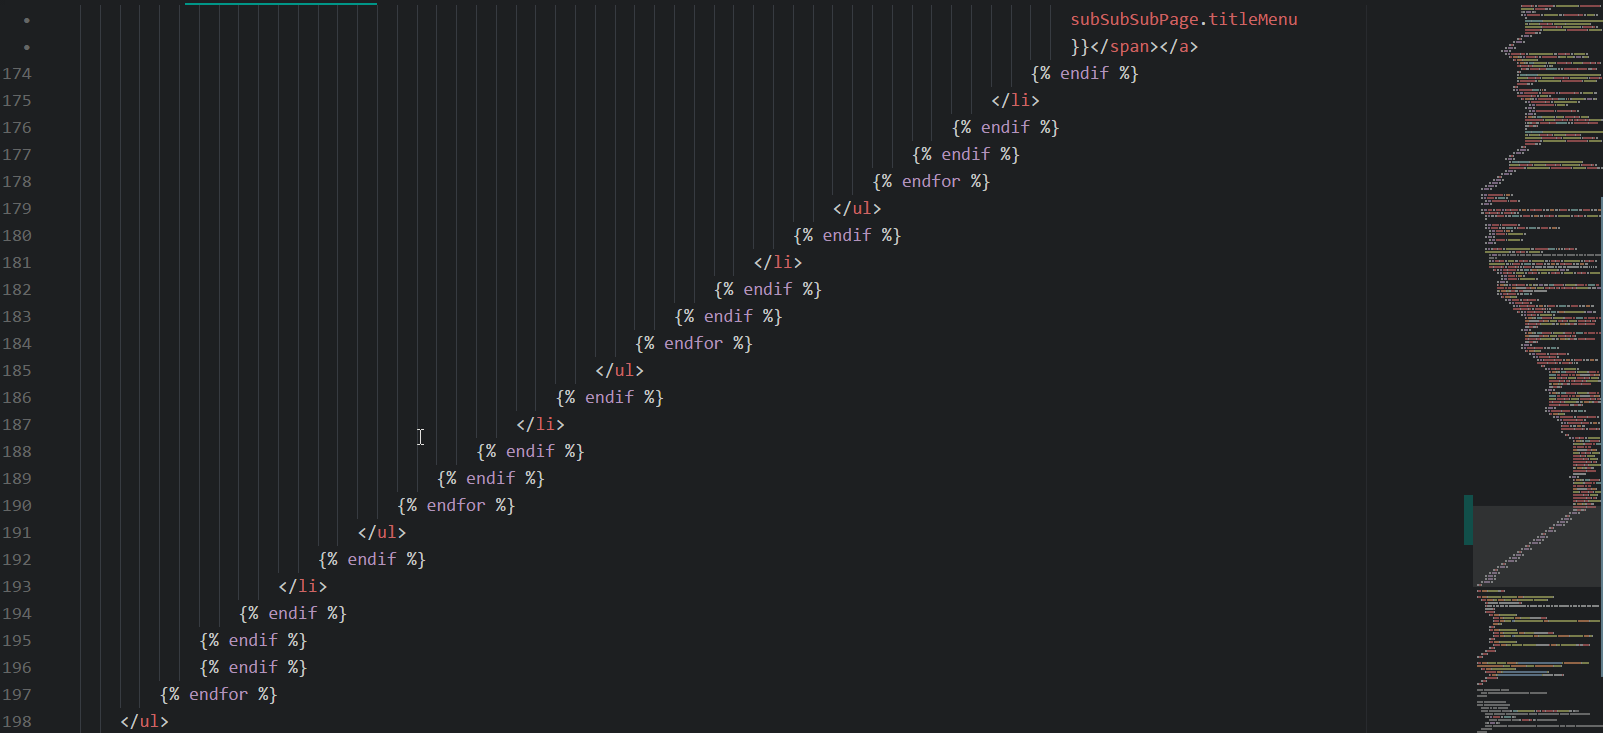 • subSubSubPage.titleMenu
• }}</span></a>
174 {% endif %}
175 </li>
176 {% endif %}
177 {% endif %}
178 {% endfor %}
179 </ul>
180 {% endif %}
181 </li>
182 {% endif %}
183 {% endif %}
184 {% endfor %}
185 </ul>
186 {% endif %}
187 </li>
188 {% endif %}
189 {% endif %}
190 {% endfor %}
191 </ul>
192 {% endif %}
193 </li>
194 {% endif %}
195 {% endif %}
196 {% endif %}
197 {% endfor %}
198 </ul>